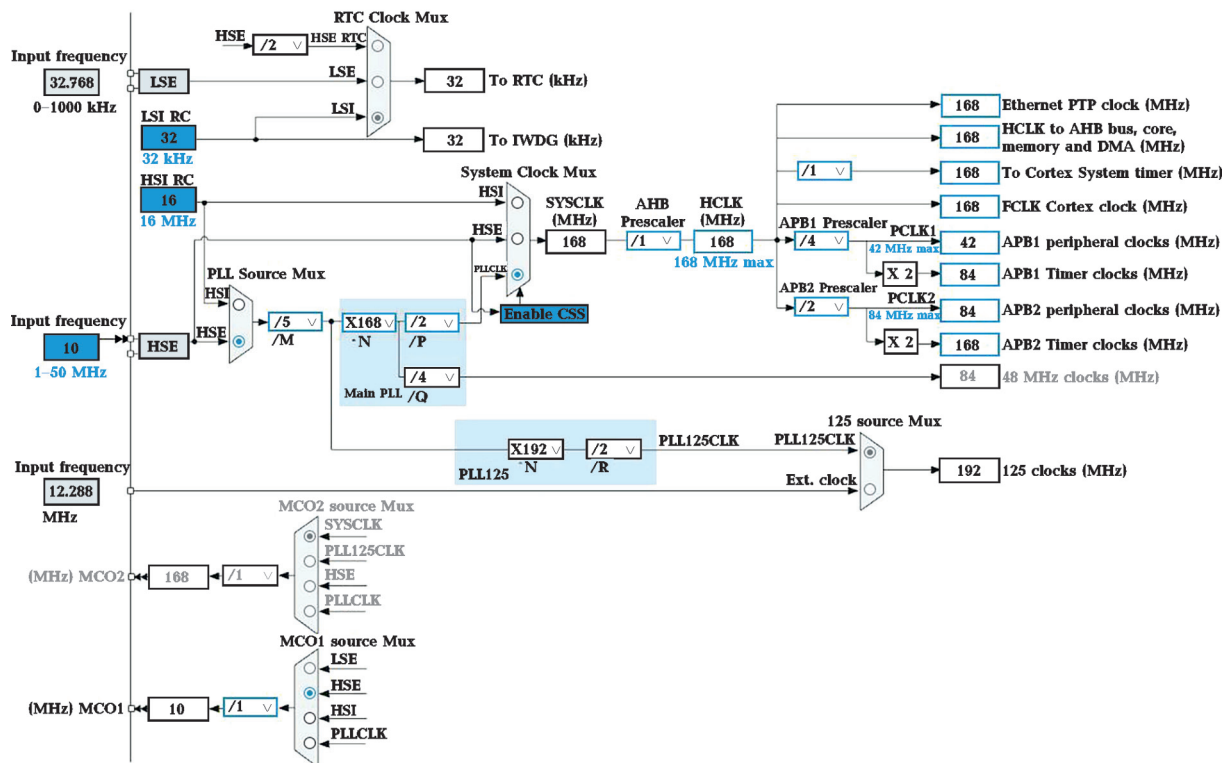 RTC Clock Mux
HSE
/2
HSE RTC
Input frequency
32.768
0–1000 kHz
LSE
LSE
32
To RTC (kHz)
LSI RC
32
32 kHz
LSI
32
To IWDG (kHz)
HSI RC
16
16 MHz
System Clock Mux
HSI
HSE
PLLCLK
Enable CSS
SYSCLK
(MHz)
168
AHB
Prescaler
/1
HCLK
(MHz)
168
168 MHz max
168
Ethernet PTP clock (MHz)
168
HCLK to AHB bus, core,
memory and DMA (MHz)
/1
168
To Cortex System timer (MHz)
168
FCLK Cortex clock (MHz)
APB1 Prescaler
/4
PCLK1
42 MHz max
42
APB1 peripheral clocks (MHz)
X 2
84
APB1 Timer clocks (MHz)
APB2 Prescaler
/2
PCLK2
84 MHz max
84
APB2 peripheral clocks (MHz)
X 2
168
APB2 Timer clocks (MHz)
84
48 MHz clocks (MHz)
PLL Source Mux
HSI
HSE
Input frequency
10
1–50 MHz
HSE
/5
/M
X168
·N
/2
/P
/4
Main PLL
/Q
X192
·N
/2
/R
PLL125
PLL125CLK
125 source Mux
PLL125CLK
Ext. clock
192
125 clocks (MHz)
Input frequency
12.288
MHz
MCO2 source Mux
SYSCLK
PLL125CLK
HSE
PLLCLK
(MHz) MCO2
168
/1
MCO1 source Mux
LSE
HSE
HSI
PLLCLK
(MHz) MCO1
10
/1